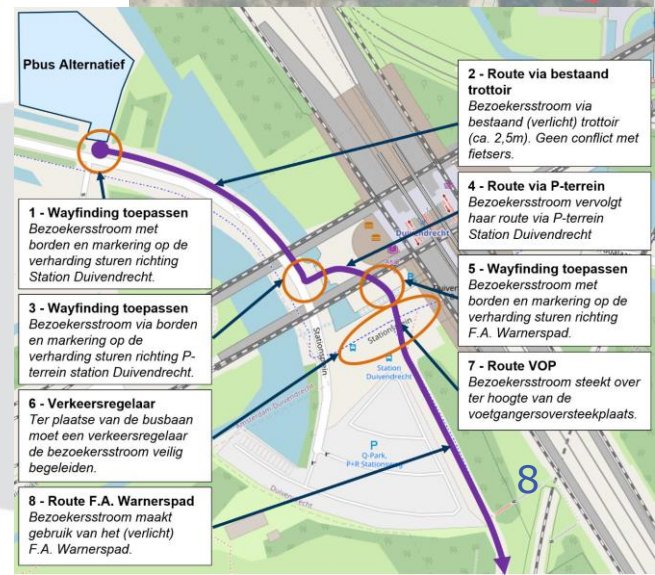 Pbus Alternatief
2 - Route via bestaand
trottoir
Bezoekersstroom via
bestaand (verlicht) trottoir
(ca. 2,5m). Geen conflict met
fietsers.
1 - Wayfinding toepassen
Bezoekersstroom met
borden en markering op de
verharding sturen richting
Station Duivendrecht.
4 - Route via P-terrein
Bezoekersstroom vervolgt
haar route via P-terrein
Station Duivendrecht
3 - Wayfinding toepassen
Bezoekersstroom via borden
en markering op de
verharding sturen richting P-
terrein station Duivendrecht.
5 - Wayfinding toepassen
Bezoekersstroom met
borden en markering op de
verharding sturen richting
F.A. Warnerspad.
6 - Verkeersregelaar
Ter plaatse van de busbaan
moet een verkeersregelaar
de bezoekersstroom veilig
begeleiden.
7 - Route VOP
Bezoekersstroom steekt over
ter hoogte van de
voetgangersoversteekplaats.
8 - Route F.A. Warnerspad
Bezoekersstroom maakt
gebruik van het (verlicht)
F.A. Warnerspad.
Duivendrecht
P
Stationsplein
Stationsplein
Station
Duivendrecht
P
Q-Park,
8